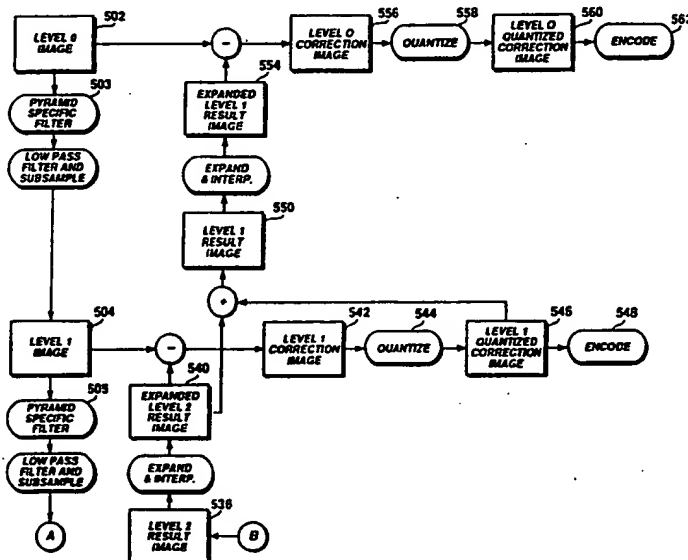 502
LEVEL 0
IMAGE
-
556
LEVEL 0
CORRECTION
IMAGE
558
QUANTIZE
560
LEVEL 0
QUANTIZED
CORRECTION
IMAGE
562
ENCODE
503
PYRAMID
SPECIFIC
FILTER
LOW PASS
FILTER AND
SUBSAMPLE
554
EXPANDED
LEVEL 1
RESULT
IMAGE
EXPAND
& INTERP.
550
LEVEL 1
RESULT
IMAGE
+
504
LEVEL 1
IMAGE
-
542
LEVEL 1
CORRECTION
IMAGE
544
QUANTIZE
546
LEVEL 1
QUANTIZED
CORRECTION
IMAGE
548
ENCODE
505
PYRAMID
SPECIFIC
FILTER
LOW PASS
FILTER AND
SUBSAMPLE
A
540
EXPANDED
LEVEL 2
RESULT
IMAGE
EXPAND
& INTERP.
536
LEVEL 2
RESULT
IMAGE
B